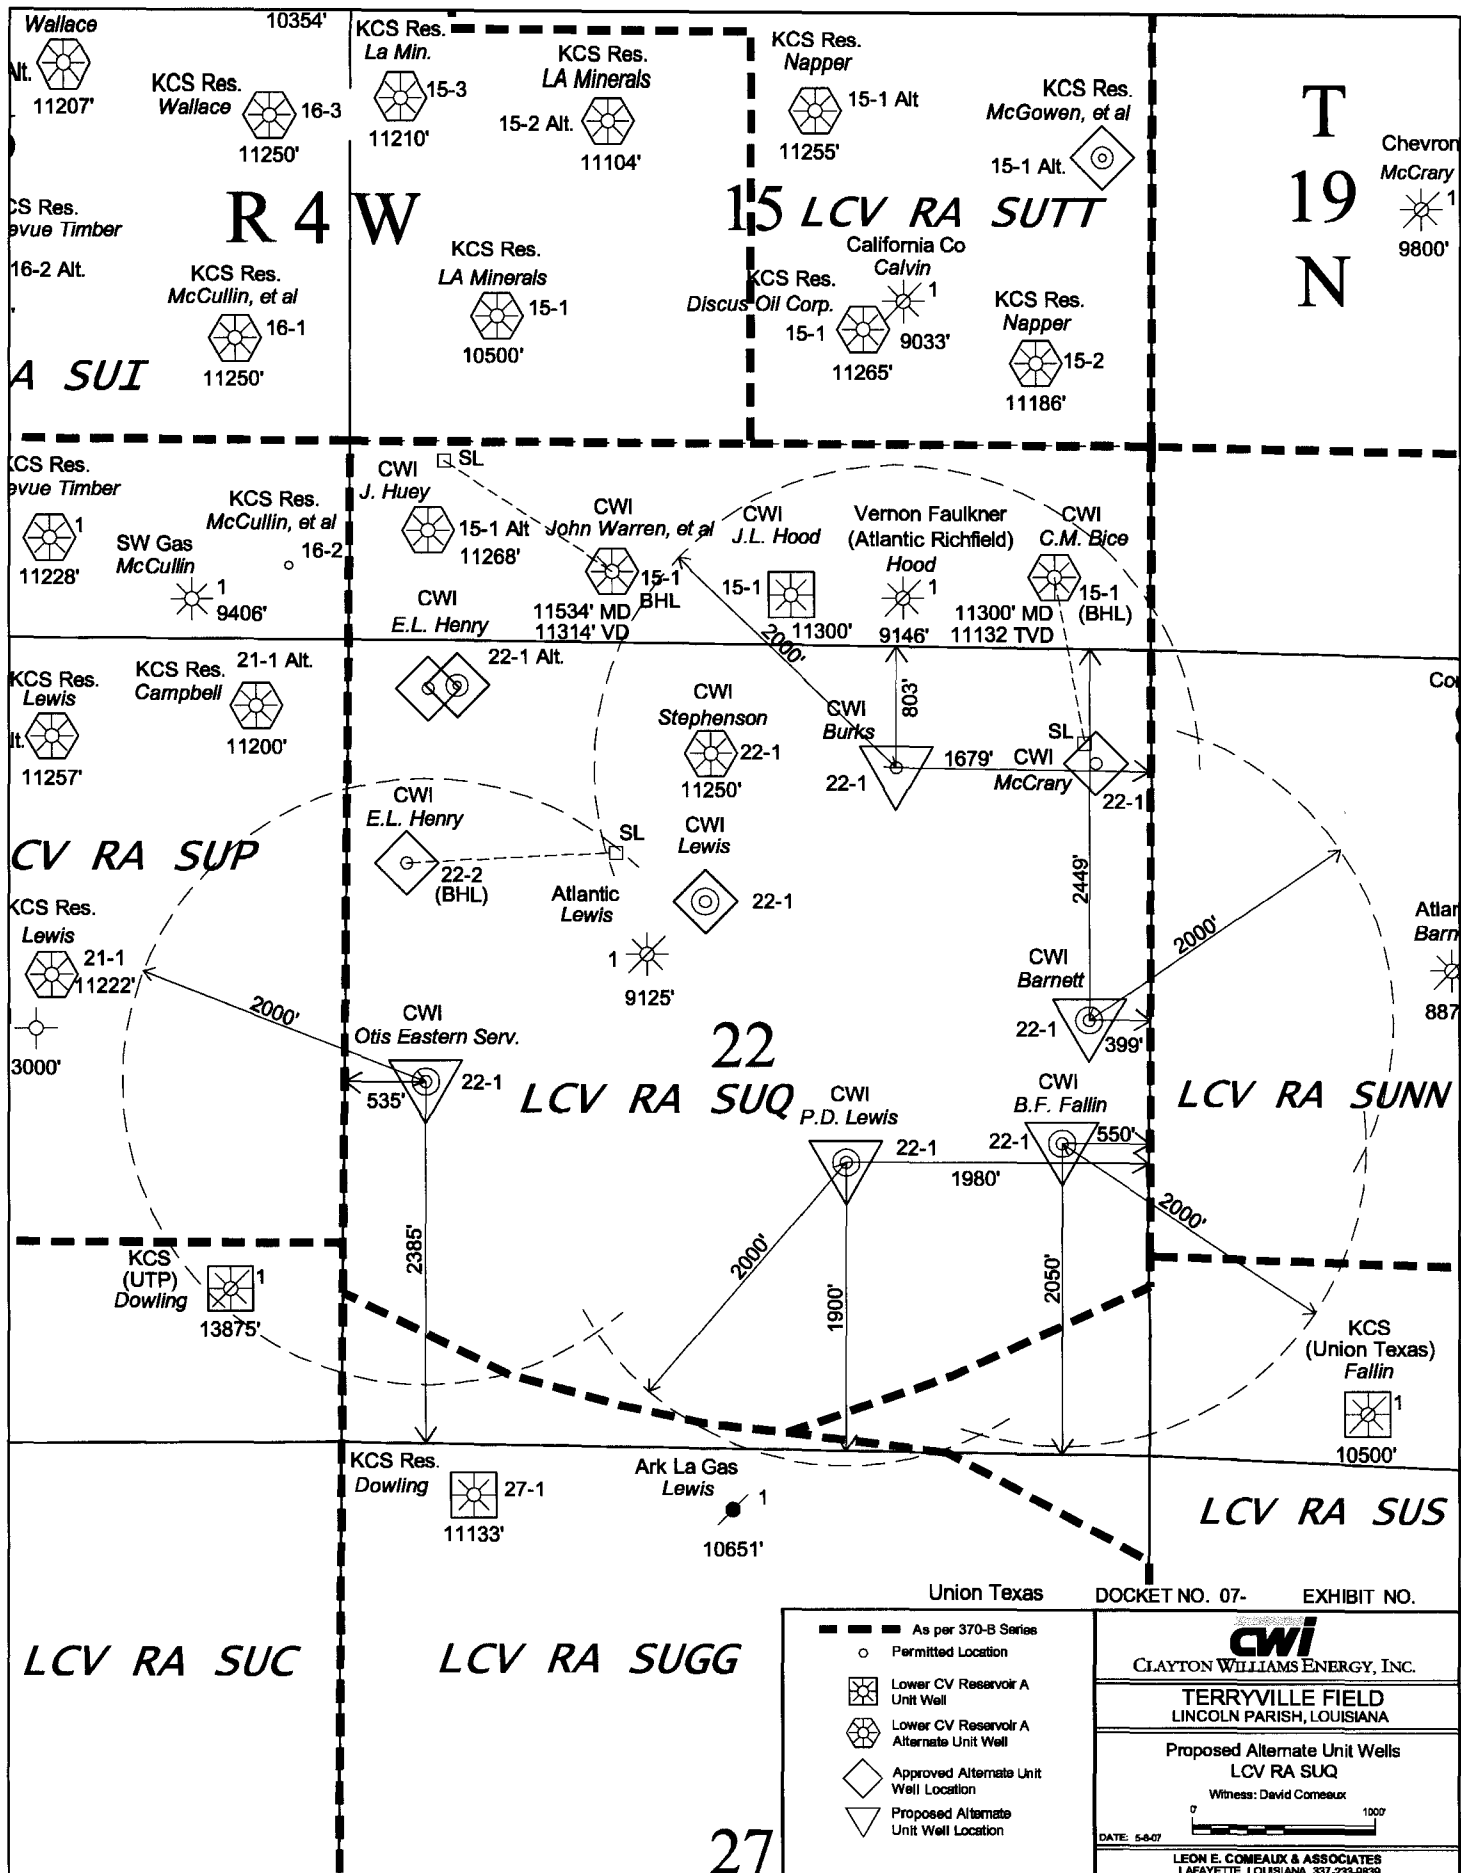 Wallace
11207'
10354'
KCS Res.
Wallace
16-3
11250'
KCS Res.
La Min.
15-3
11210'
KCS Res.
LA Minerals
15-2 Alt.
11104'
KCS Res.
Napper
15-1 Alt
11255'
KCS Res.
McGowen, et al
15-1 Alt.
T
19
N
Chevron
McCrary
1
9800'
R 4 W
15
LCV RA SUTT
16-2 Alt.
KCS Res.
McCullin, et al
16-1
11250'
KCS Res.
LA Minerals
15-1
10500'
KCS Res.
Discus Oil Corp.
15-1
11265'
California Co
Calvin
1
9033'
KCS Res.
Napper
15-2
11186'
A SUI
KCS Res.
evue Timber
1
11228'
SW Gas
McCullin
1
9406'
KCS Res.
McCullin, et al
16-2
CWI
J. Huey
SL
15-1 Alt
11268'
CWI
John Warren, et al
15-1
BHL
11534' MD
11314' VD
CWI
J.L. Hood
15-1
11300'
Vernon Faulkner
(Atlantic Richfield)
Hood
1
9146'
CWI
C.M. Bice
15-1
(BHL)
11300' MD
11132 TVD
CWI
E.L. Henry
22-1 Alt.
2000'
803'
KCS Res.
Lewis
11257'
21-1 Alt.
KCS Res.
Campbell
11200'
CWI
Stephenson
22-1
11250'
CWI
Burks
22-1
1679'
SL
CWI
McCrary
22-1
2449'
CWI
E.L. Henry
22-2
(BHL)
SL
CWI
Lewis
22-1
Atlantic
Lewis
1
9125'
CV RA SUP
KCS Res.
Lewis
21-1
11222'
3000'
2000'
CWI
Otis Eastern Serv.
22-1
535'
2385'
22
LCV RA SUQ
CWI
Barnett
22-1
399'
2000'
LCV RA SUNN
CWI
P.D. Lewis
22-1
1980'
2000'
1900'
CWI
B.F. Fallin
22-1
550'
2000'
2050'
KCS
(UTP)
Dowling
1
13875'
KCS
(Union Texas)
Fallin
1
10500'
KCS Res.
Dowling
27-1
11133'
Ark La Gas
Lewis
1
10651'
LCV RA SUS
LCV RA SUC
LCV RA SUGG
27
Union Texas
DOCKET NO. 07-
EXHIBIT NO.
As per 370-B Series
Permitted Location
Lower CV Reservoir A
Unit Well
Lower CV Reservoir A
Alternate Unit Well
Approved Alternate Unit
Well Location
Proposed Alternate
Unit Well Location
CWI
CLAYTON WILLIAMS ENERGY, INC.
TERRYVILLE FIELD
LINCOLN PARISH, LOUISIANA
Proposed Alternate Unit Wells
LCV RA SUQ
Witness: David Comeaux
0'
1000'
DATE: 5-8-07
LEON E. COMEAUX & ASSOCIATES
LAFAYETTE, LOUISIANA 337-233-9839